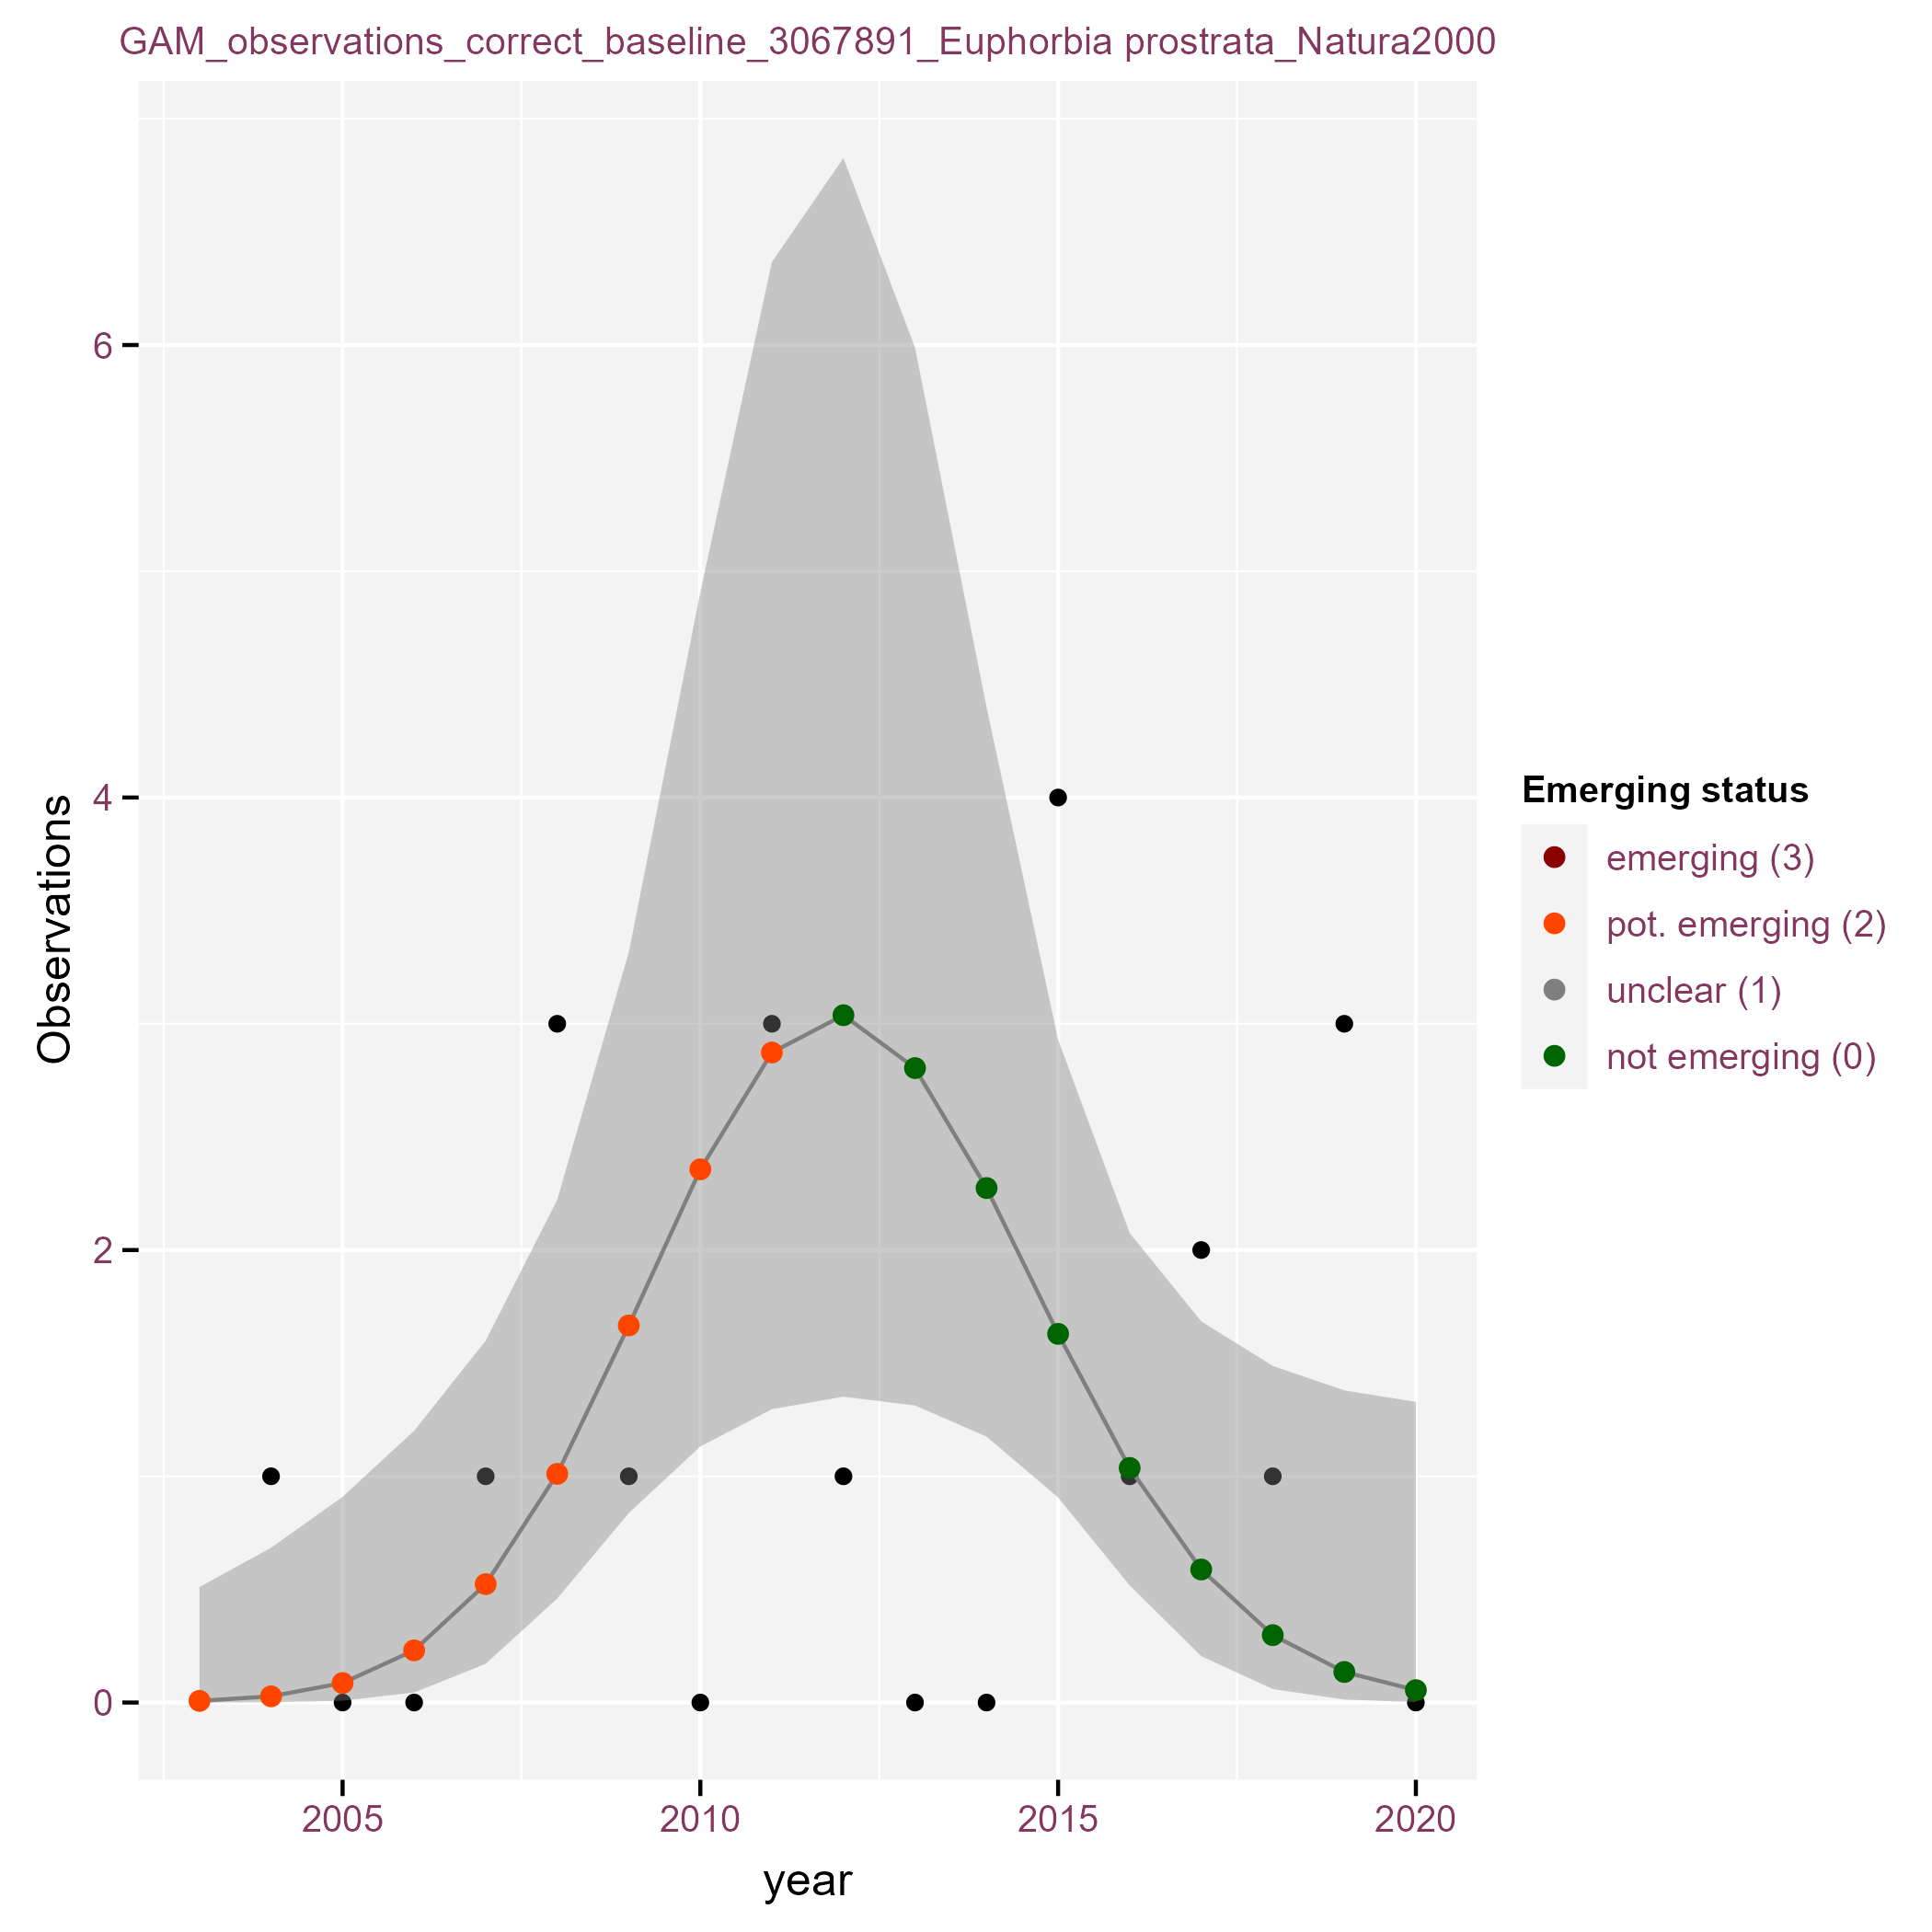 GAM_observations_correct_baseline_3067891_Euphorbia prostrata_Natura2000
6
4
2
0
Observations
2005 2010 2015 2020
year
Emerging status
emerging (3)
pot. emerging (2)
unclear (1)
not emerging (0)